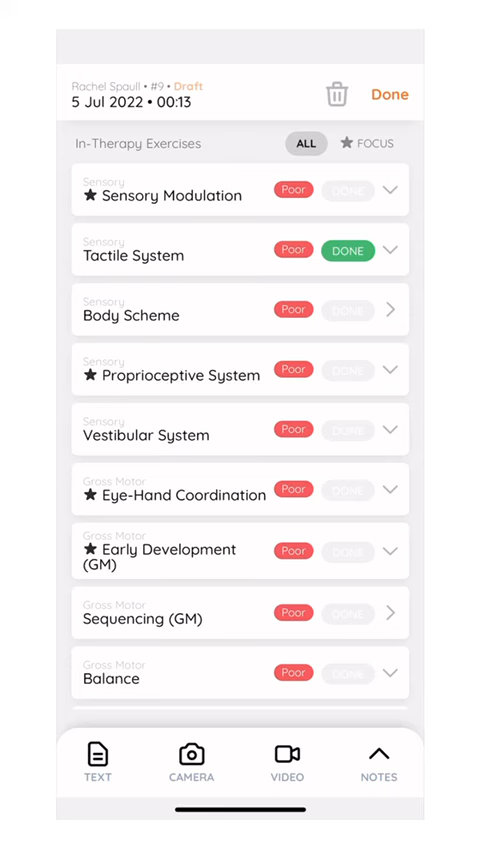 Rachel Spaull • #9 • Draft
5 Jul 2022 • 00:13
Done
In-Therapy Exercises
ALL
FOCUS
Sensory
Sensory Modulation
Poor
DONE
Sensory
Tactile System
Poor
DONE
Sensory
Body Scheme
Poor
DONE
Sensory
Proprioceptive System
Poor
DONE
Sensory
Vestibular System
Poor
DONE
Gross Motor
Eye-Hand Coordination
Poor
DONE
Gross Motor
Early Development
(GM)
Poor
DONE
Gross Motor
Sequencing (GM)
Poor
DONE
Gross Motor
Balance
Poor
DONE
TEXT
CAMERA
VIDEO
NOTES